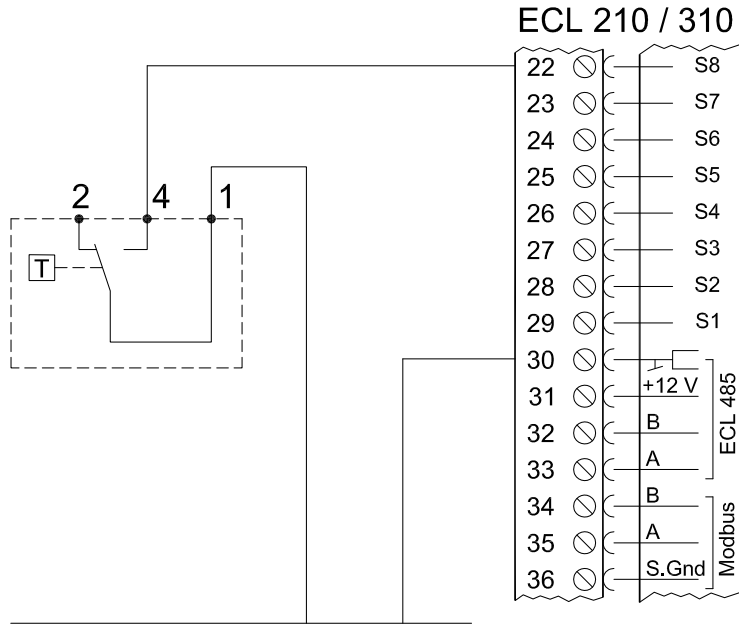 ECL 210 / 310
22 S8
23 S7
24 S6
25 S5
26 S4
27 S3
28 S2
29 S1
30
31 +12 V
32 B
33 A
ECL 485
34 B
35 A
36 S.Gnd
Modbus
2 4 1
T